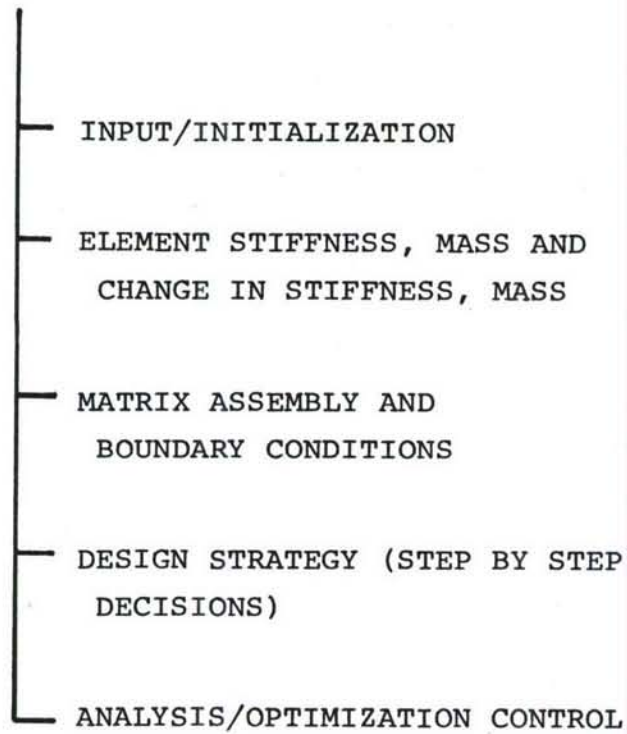 INPUT/INITIALIZATION
ELEMENT STIFFNESS, MASS AND
CHANGE IN STIFFNESS, MASS
MATRIX ASSEMBLY AND
BOUNDARY CONDITIONS
DESIGN STRATEGY (STEP BY STEP
DECISIONS)
ANALYSIS/OPTIMIZATION CONTROL